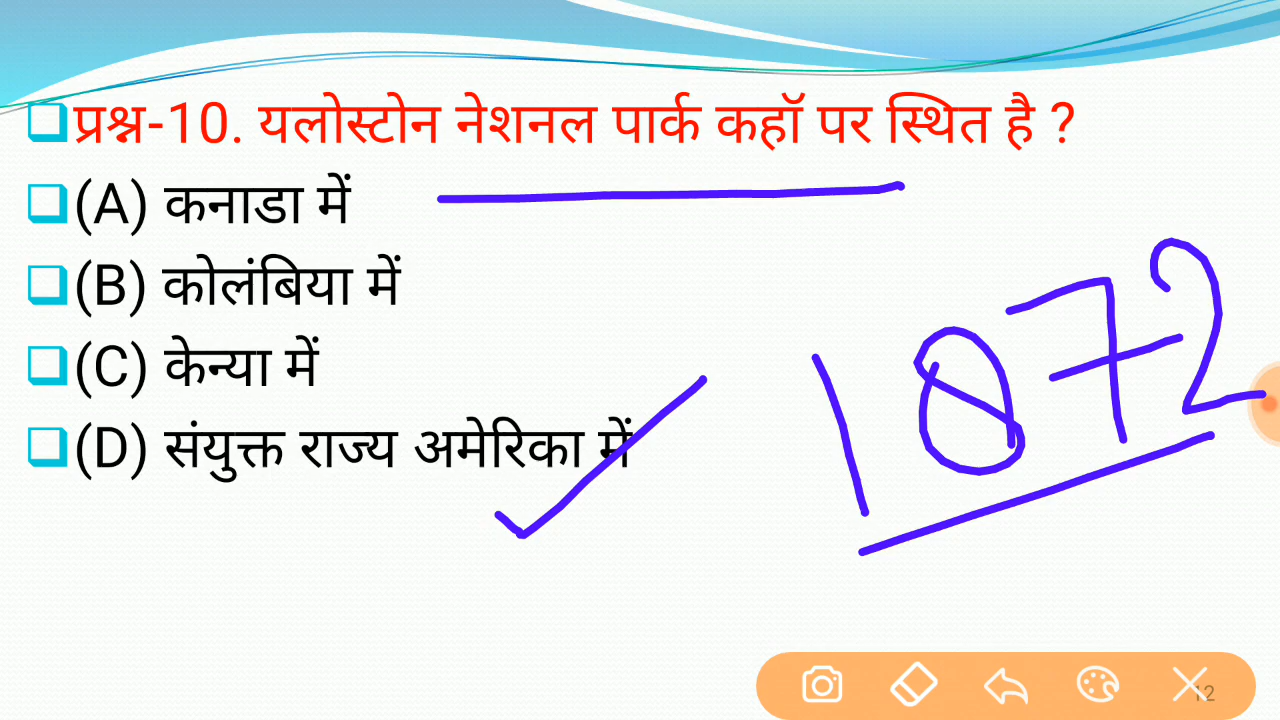 प्रश्न-10. यलोस्टोन नेशनल पार्क कहॉ पर स्थित है ?
(A) कनाडा में
(B) कोलंबिया में
(C) केन्या में
(D) संयुक्त राज्य अमेरिका में
1872
12